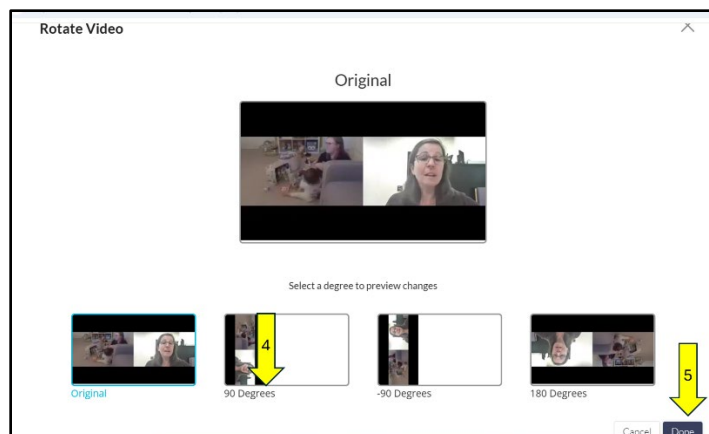 Rotate Video
Original
Select a degree to preview changes
4
5
Original
90 Degrees
-90 Degrees
180 Degrees
Cancel
Done